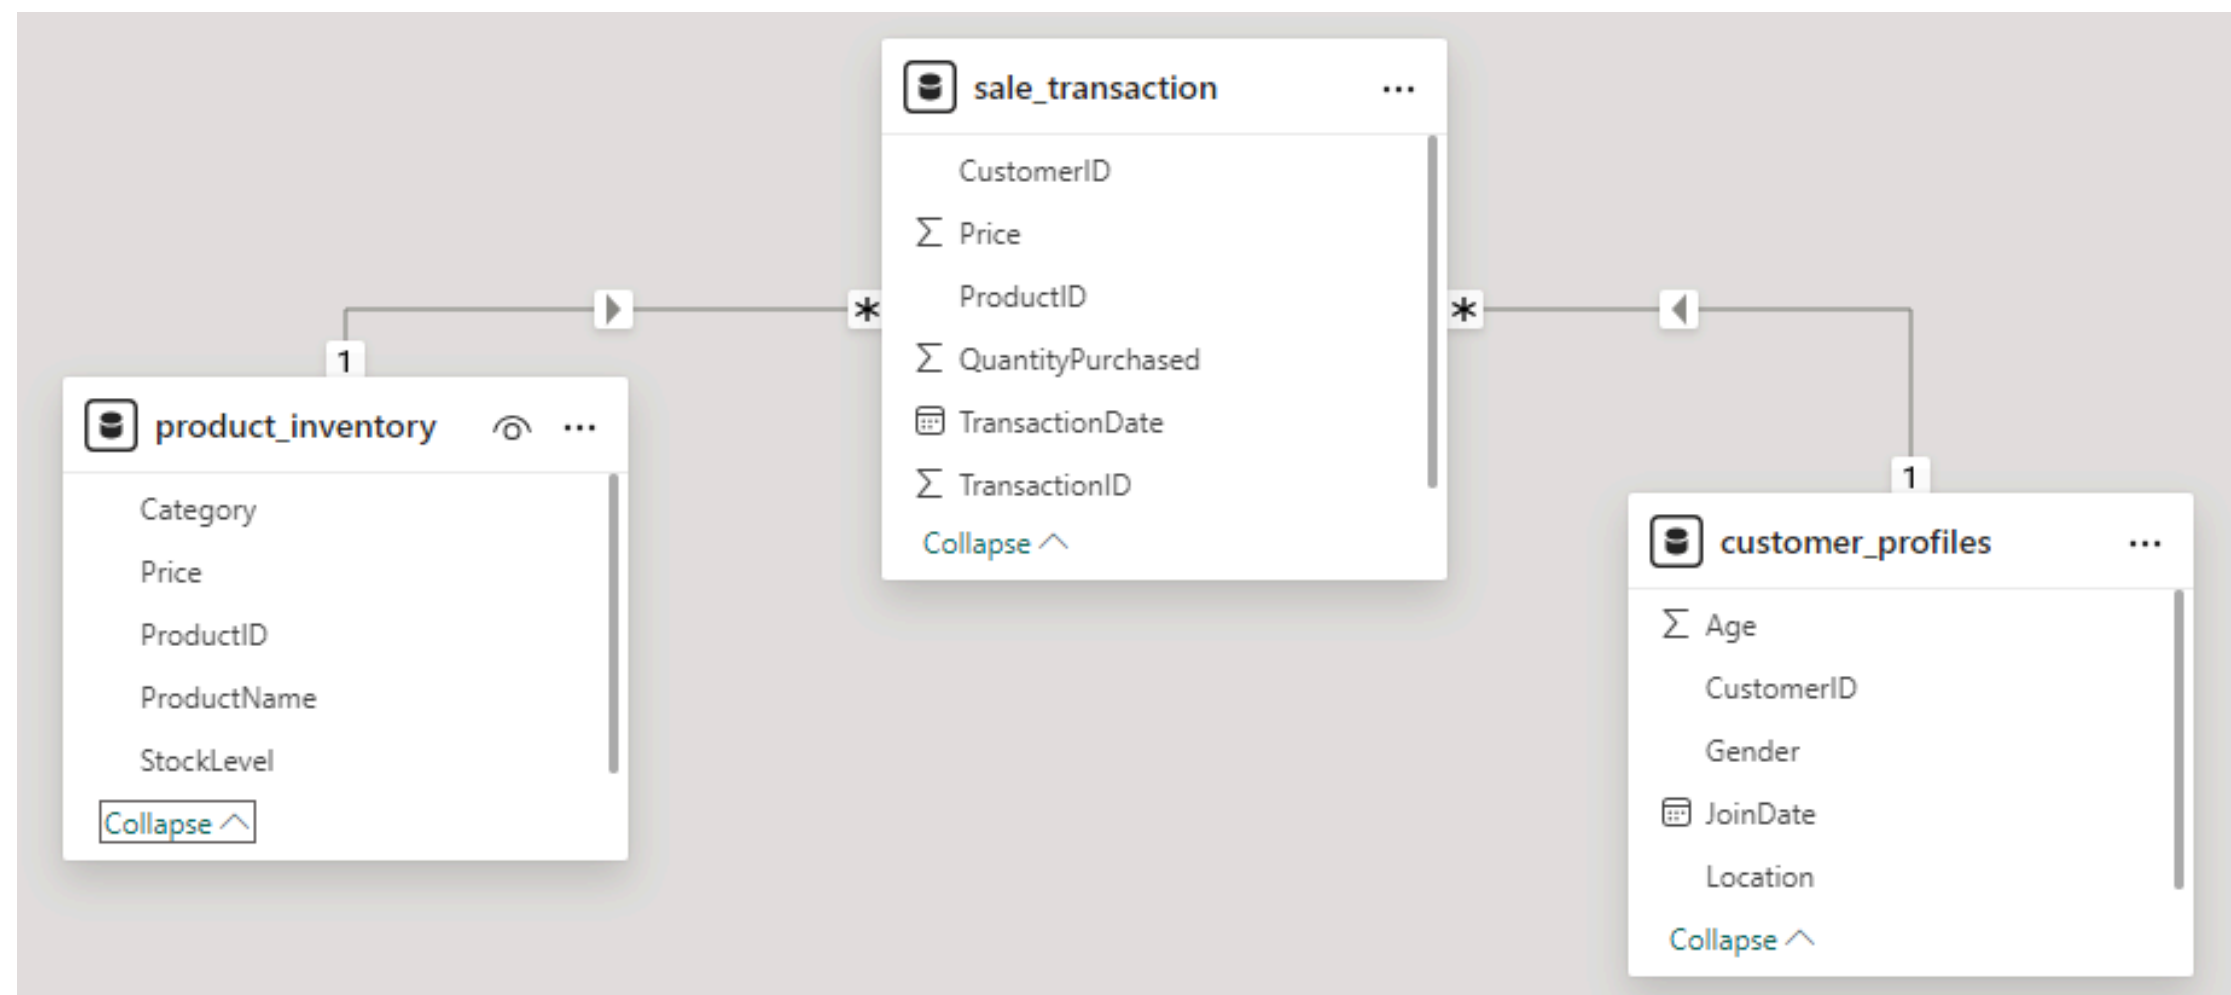 sale_transaction
CustomerID
Σ Price
ProductID
Σ QuantityPurchased
TransactionDate
Σ TransactionID
Collapse
*
*
1
1
product_inventory
Category
Price
ProductID
ProductName
StockLevel
Collapse
customer_profiles
Σ Age
CustomerID
Gender
JoinDate
Location
Collapse